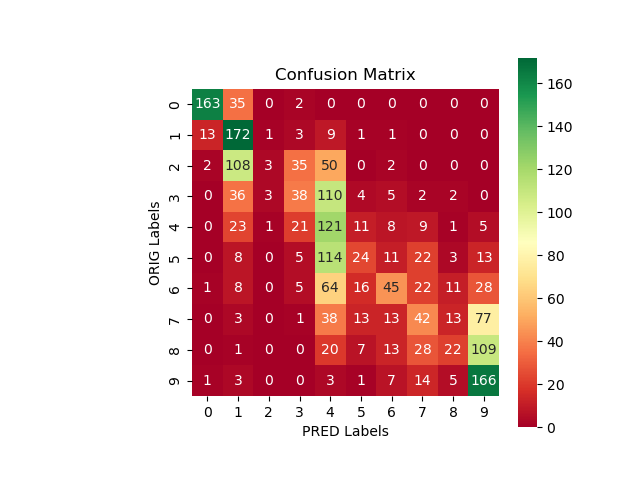 Confusion Matrix
ORIG Labels
0 163 35 0 2 0 0 0 0 0 0
1 13 172 1 3 9 1 1 0 0 0
2 2 108 3 35 50 0 2 0 0 0
3 0 36 3 38 110 4 5 2 2 0
4 0 23 1 21 121 11 8 9 1 5
5 0 8 0 5 114 24 11 22 3 13
6 1 8 0 5 64 16 45 22 11 28
7 0 3 0 1 38 13 13 42 13 77
8 0 1 0 0 20 7 13 28 22 109
9 1 3 0 0 3 1 7 14 5 166
0 1 2 3 4 5 6 7 8 9
PRED Labels
160
140
120
100
80
60
40
20
0